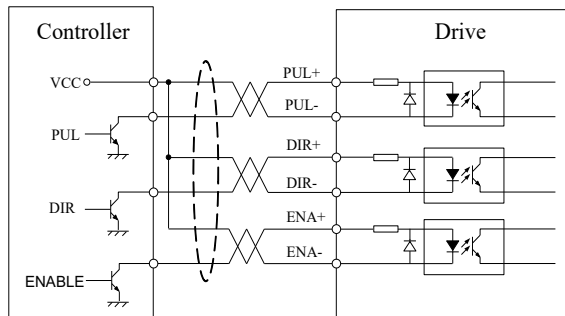 Controller
Drive
VCC
PUL+
PUL-
PUL
DIR+
DIR-
DIR
ENA+
ENA-
ENABLE